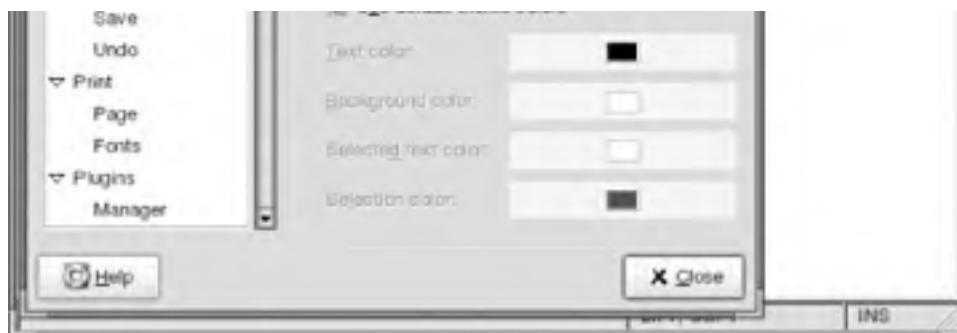 Save
Undo
Print
Page
Fonts
Plugins
Manager
Text color:
Background color:
Selected text color:
Selection color:
Help
X Close
INS